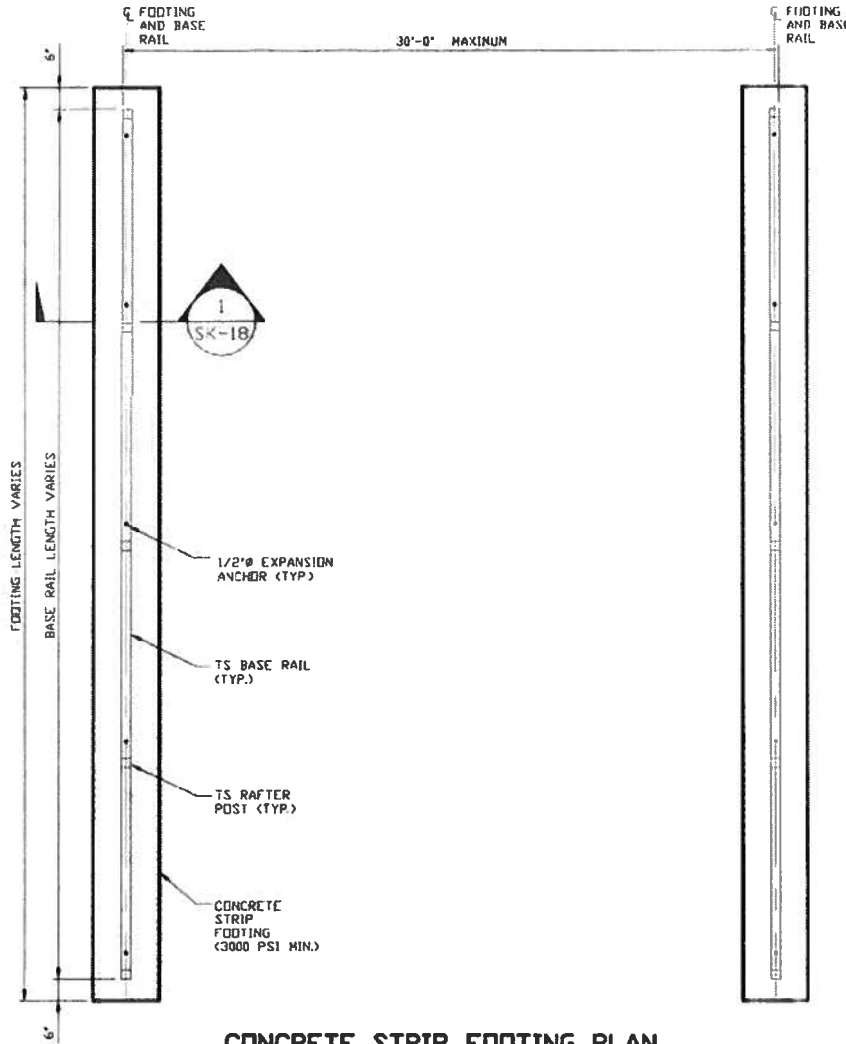 ℄ FOOTING
AND BASE
RAIL
℄ FOOTING
AND BASE
RAIL
6"
30'-0" MAXIMUM
1
SK-18
FOOTING LENGTH VARIES
BASE RAIL LENGTH VARIES
1/2"Ø EXPANSION
ANCHOR (TYP.)
TS BASE RAIL
(TYP.)
TS RAFTER
POST (TYP.)
CONCRETE
STRIP
FOOTING
(3000 PSI MIN.)
6"
CONCRETE STRIP FOOTING PLAN